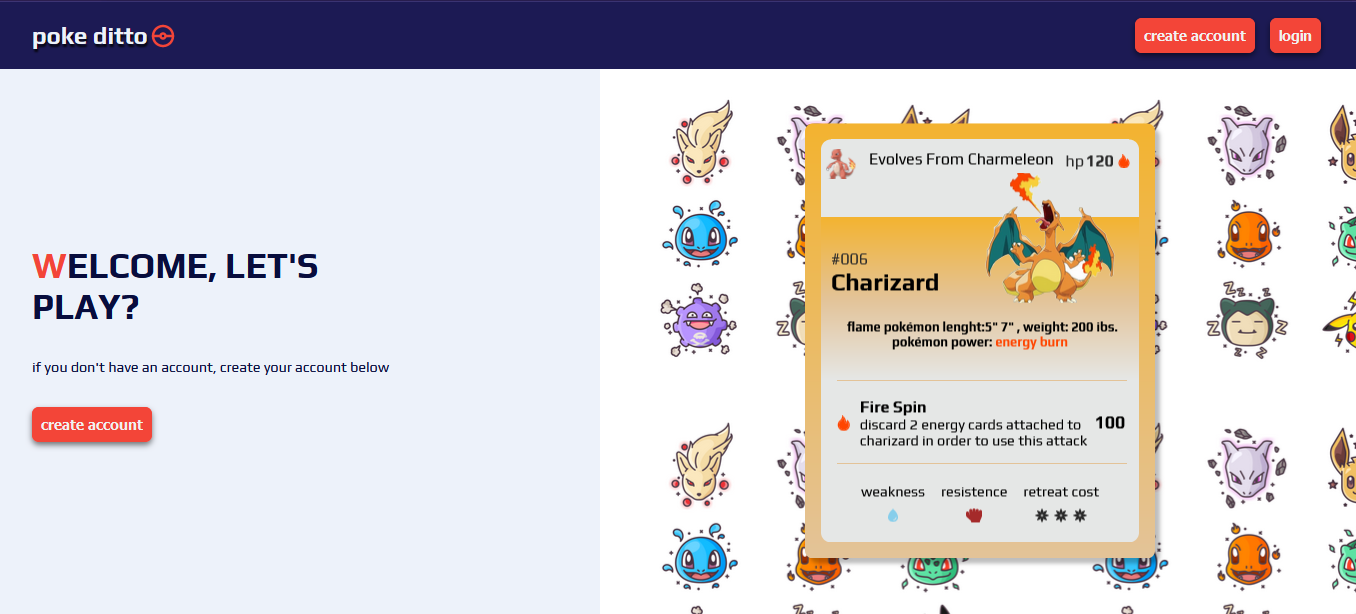 poke ditto
create account
login
WELCOME, LET'S
PLAY?
if you don't have an account, create your account below
create account
Evolves From Charmeleon
hp 120
#006
Charizard
flame pokémon lenght:5" 7" , weight: 200 ibs.
pokémon power: energy burn
Fire Spin
discard 2 energy cards attached to
charizard in order to use this attack
100
weakness
resistence
retreat cost
Z z z
Z
Z